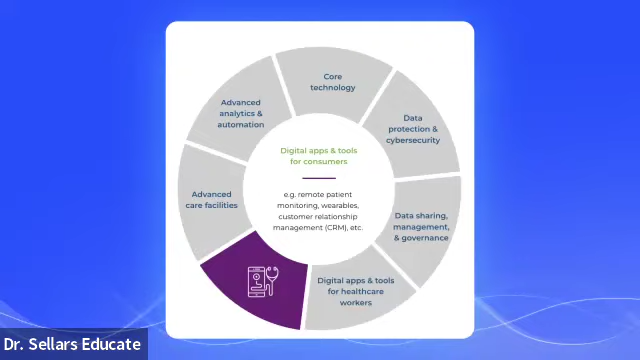 Core
technology
Data
protection &
cybersecurity
Data sharing,
management,
& governance
Digital apps & tools
for healthcare
workers
Advanced
care facilities
Advanced
analytics &
automation
Digital apps & tools
for consumers
e.g. remote patient
monitoring, wearables,
customer relationship
management (CRM), etc.
Dr. Sellars Educate